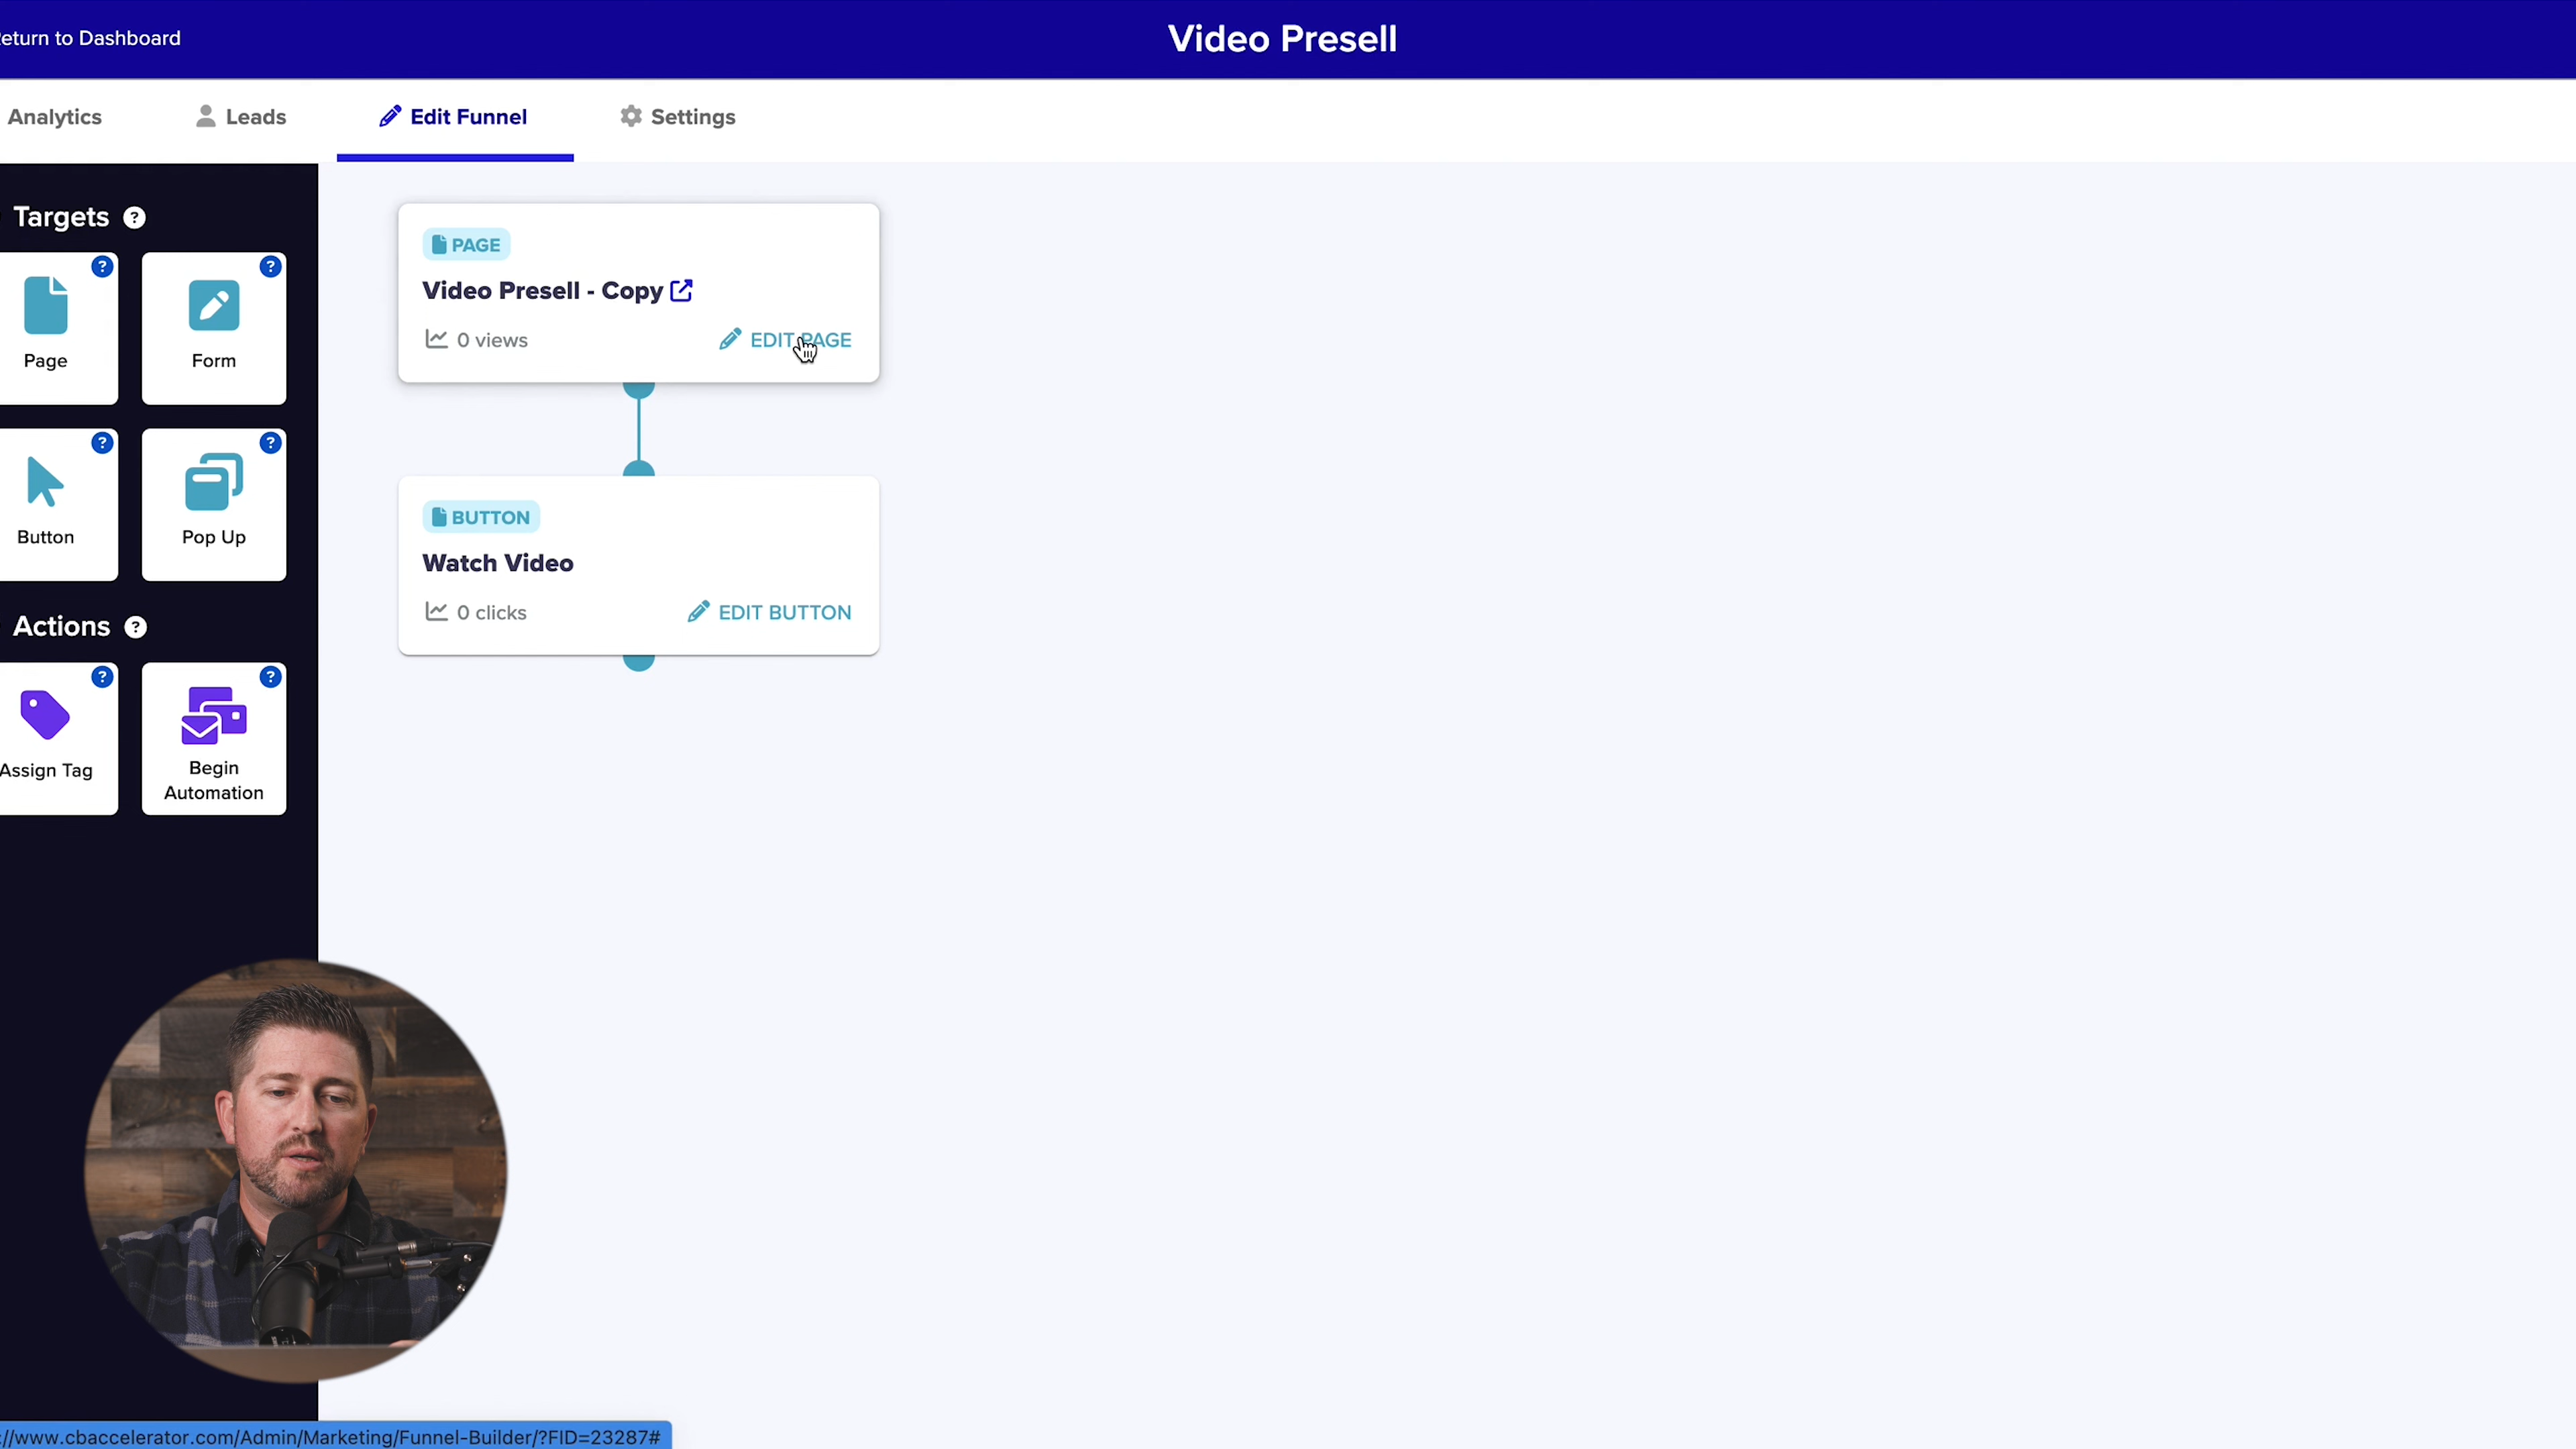 eturn to Dashboard
Video Presell
Analytics
Leads
Edit Funnel
Settings
Targets ?
?
Page
?
Form
?
Button
?
Pop Up
Actions ?
?
Assign Tag
?
Begin
Automation
PAGE
Video Presell - Copy
0 views
EDIT PAGE
BUTTON
Watch Video
0 clicks
EDIT BUTTON
://www.cbaccelerator.com/Admin/Marketing/Funnel-Builder/?FID=23287#